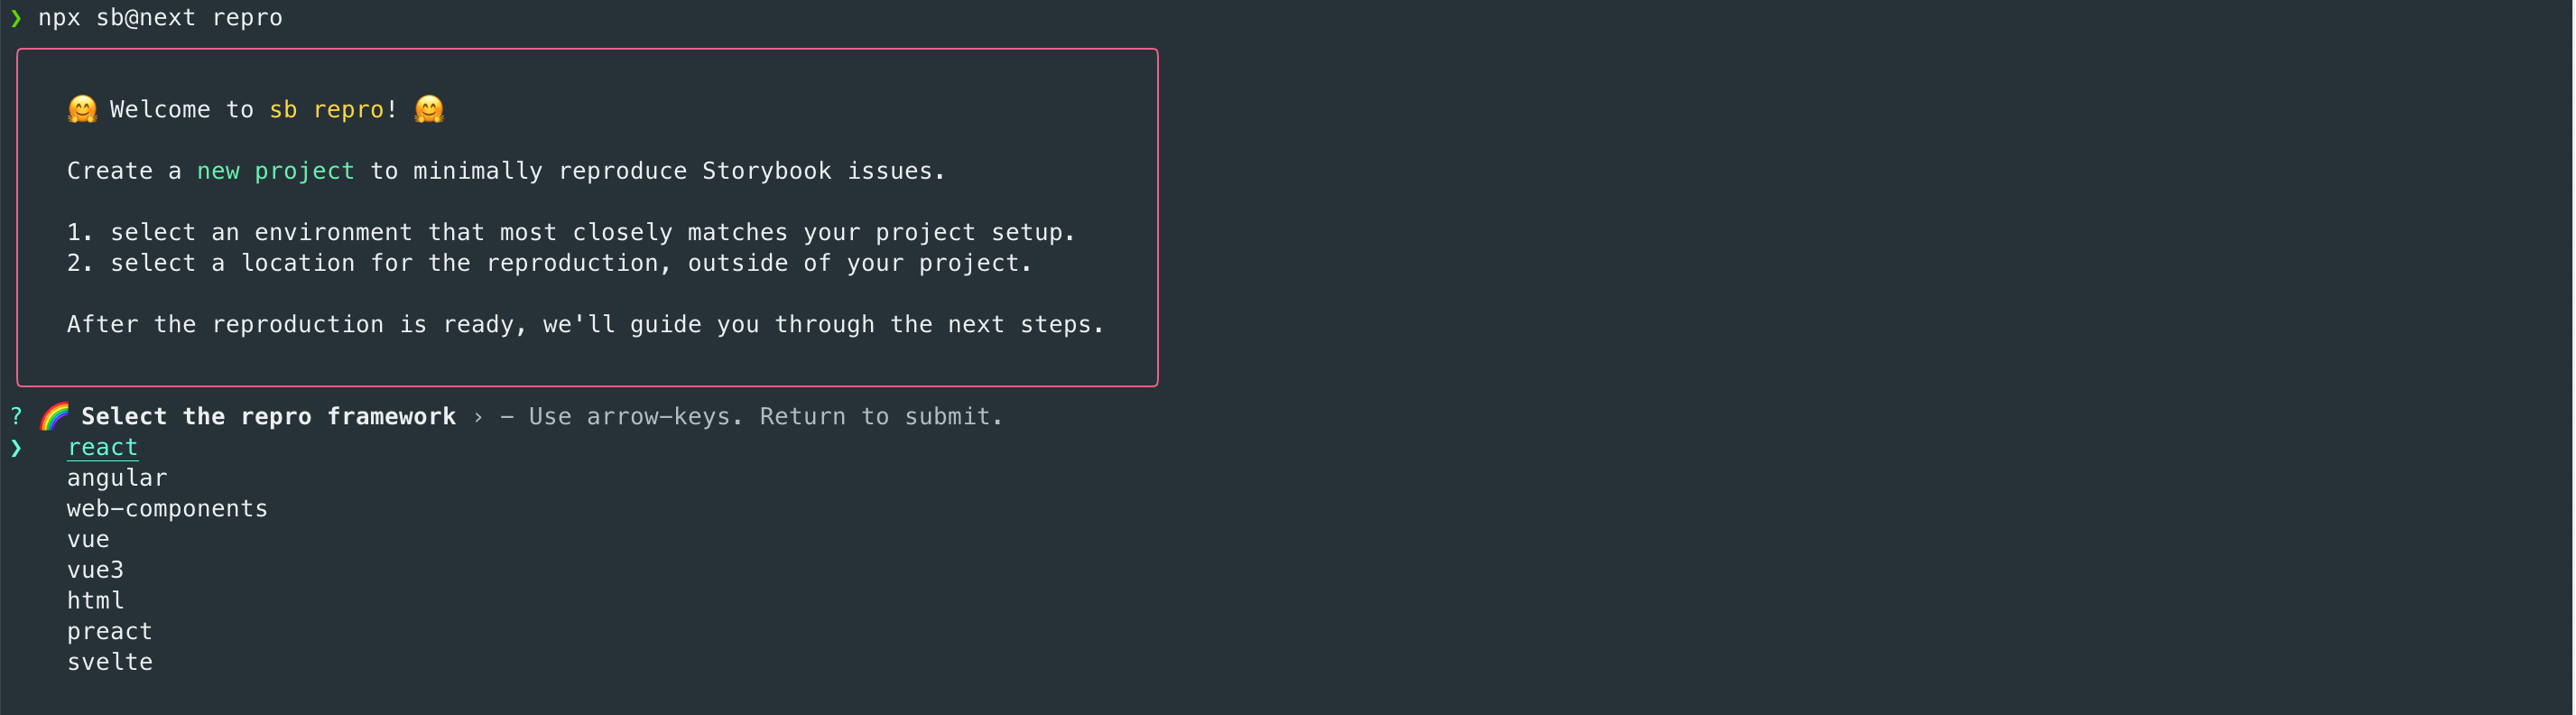 ❯ npx sb@next repro
🤗 Welcome to sb repro! 🤗
Create a new project to minimally reproduce Storybook issues.
1. select an environment that most closely matches your project setup.
2. select a location for the reproduction, outside of your project.
After the reproduction is ready, we'll guide you through the next steps.
? 🌈 Select the repro framework › - Use arrow-keys. Return to submit.
❯ react
angular
web-components
vue
vue3
html
preact
svelte